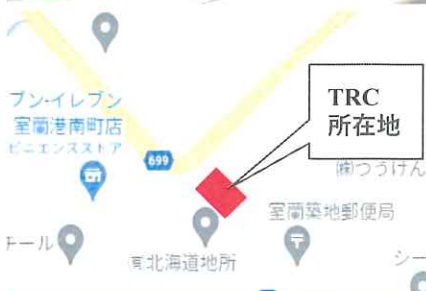 ブン-イレブン
室蘭港南町店
ビニエンスストア
699
TRC
所在地
㈱つうけん
室蘭築地郵便局
チール
有北海道地所
シー